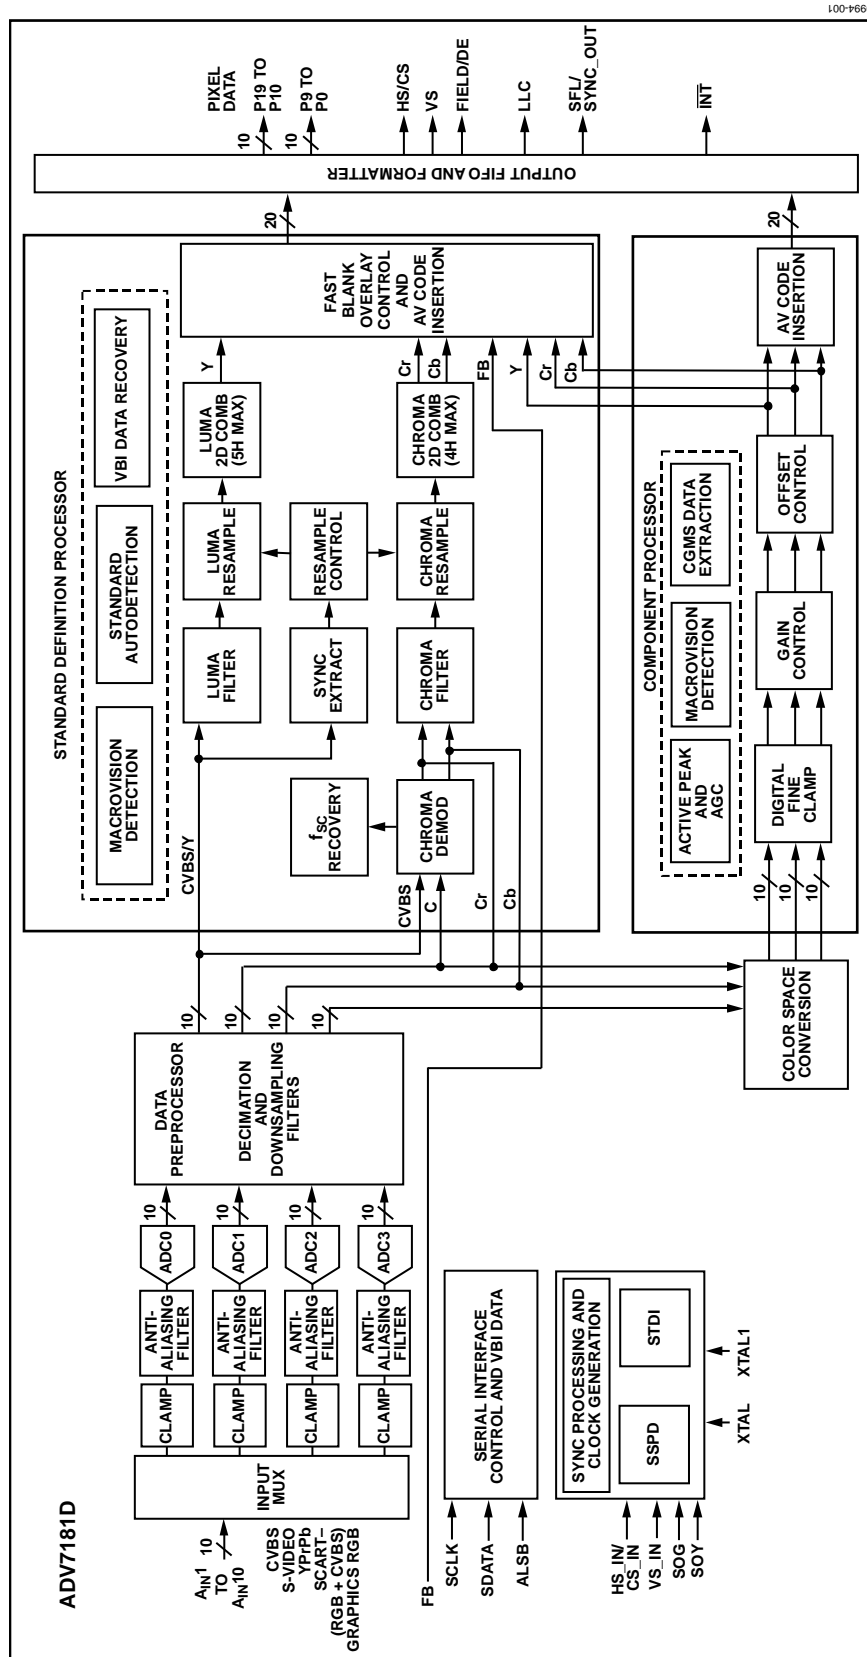 994-001
ADV7181D
A_IN1
TO
A_IN10
10
CVBS
S-VIDEO
YPrPb
SCART–
(RGB + CVBS)
GRAPHICS RGB
INPUT
MUX
CLAMP
CLAMP
CLAMP
CLAMP
ANTI-
ALIASING
FILTER
ANTI-
ALIASING
FILTER
ANTI-
ALIASING
FILTER
ANTI-
ALIASING
FILTER
ADC0
ADC1
ADC2
ADC3
10
10
10
10
DATA
PREPROCESSOR
DECIMATION
AND
DOWNSAMPLING
FILTERS
10
10
10
10
FB
SCLK
SDATA
ALSB
SERIAL INTERFACE
CONTROL AND VBI DATA
HS_IN/
CS_IN
VS_IN
SOG
SOY
SYNC PROCESSING AND
CLOCK GENERATION
SSPD
STDI
XTAL
XTAL1
STANDARD DEFINITION PROCESSOR
MACROVISION
DETECTION
STANDARD
AUTODETECTION
VBI DATA RECOVERY
CVBS/Y
CVBS
C
Cr
Cb
fSC
RECOVERY
CHROMA
DEMOD
LUMA
FILTER
SYNC
EXTRACT
CHROMA
FILTER
LUMA
RESAMPLE
RESAMPLE
CONTROL
CHROMA
RESAMPLE
LUMA
2D COMB
(5H MAX)
CHROMA
2D COMB
(4H MAX)
Y
Cr
Cb
FB
Y
Cr
Cb
FAST
BLANK
OVERLAY
CONTROL
AND
AV CODE
INSERTION
20
COLOR SPACE
CONVERSION
10
10
10
COMPONENT PROCESSOR
ACTIVE PEAK
AND
AGC
MACROVISION
DETECTION
CGMS DATA
EXTRACTION
DIGITAL
FINE
CLAMP
GAIN
CONTROL
OFFSET
CONTROL
AV CODE
INSERTION
20
OUTPUT FIFO AND FORMATTER
PIXEL
DATA
10
P19 TO
P10
10
P9 TO
P0
HS/CS
VS
FIELD/DE
LLC
SFL/
SYNC_OUT
INT